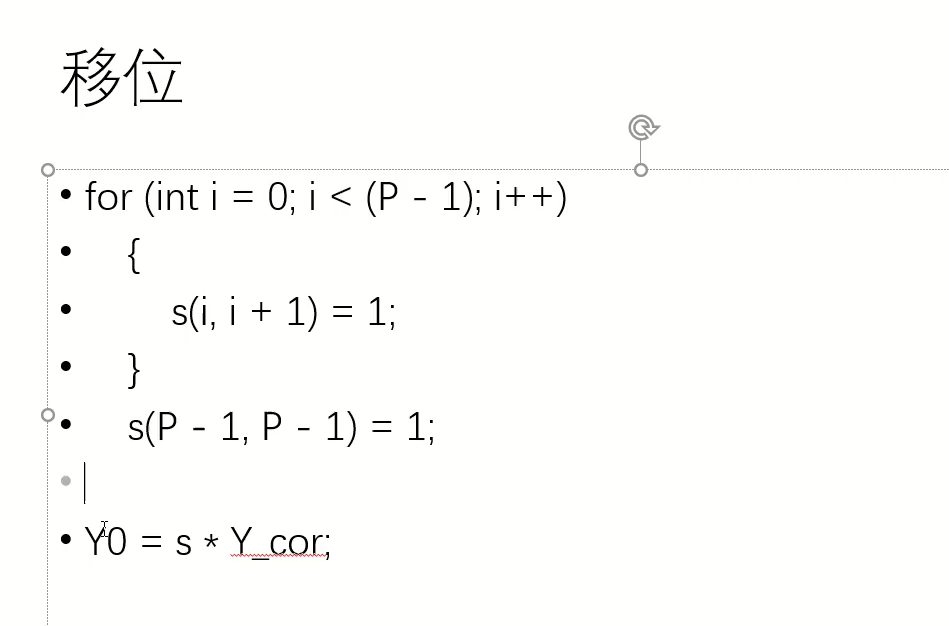 移位
• for (int i = 0; i < (P - 1); i++)
• {
• s(i, i + 1) = 1;
• }
• s(P - 1, P - 1) = 1;
•
• Y0 = s * Y_cor;